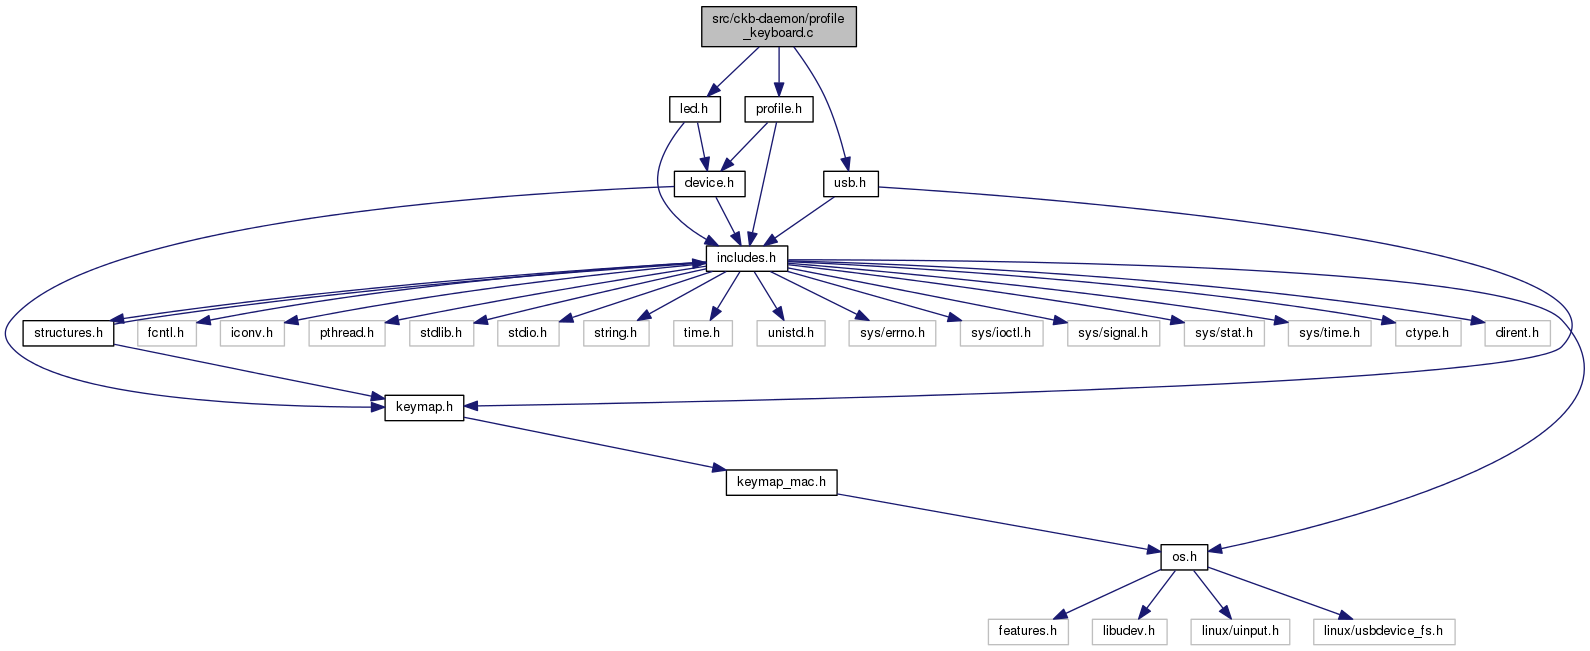 src/ckb-daemon/profile
_keyboard.c
led.h
profile.h
device.h
usb.h
includes.h
structures.h
fcntl.h
iconv.h
pthread.h
stdlib.h
stdio.h
string.h
time.h
unistd.h
sys/errno.h
sys/ioctl.h
sys/signal.h
sys/stat.h
sys/time.h
ctype.h
dirent.h
keymap.h
keymap_mac.h
os.h
features.h
libudev.h
linux/uinput.h
linux/usbdevice_fs.h